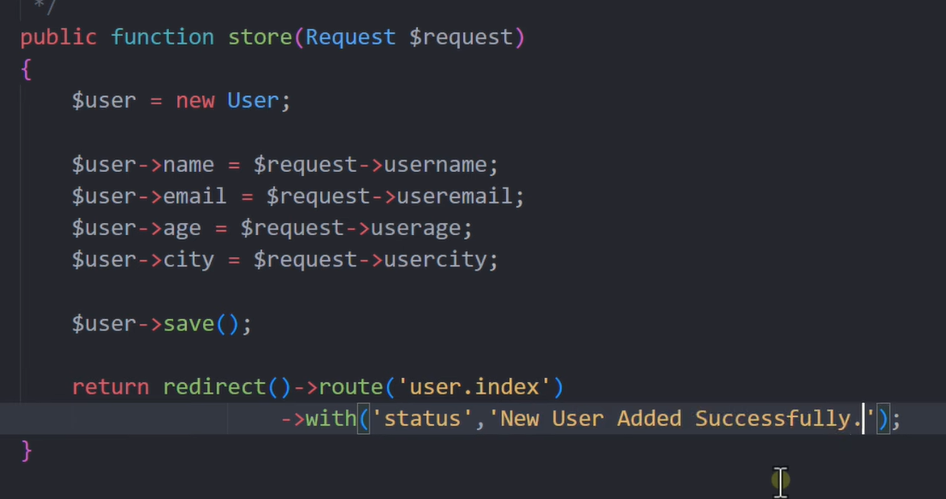 */
public function store(Request $request)
{
$user = new User;
$user->name = $request->username;
$user->email = $request->useremail;
$user->age = $request->userage;
$user->city = $request->usercity;
$user->save();
return redirect()->route('user.index')
->with('status','New User Added Successfully.');
}